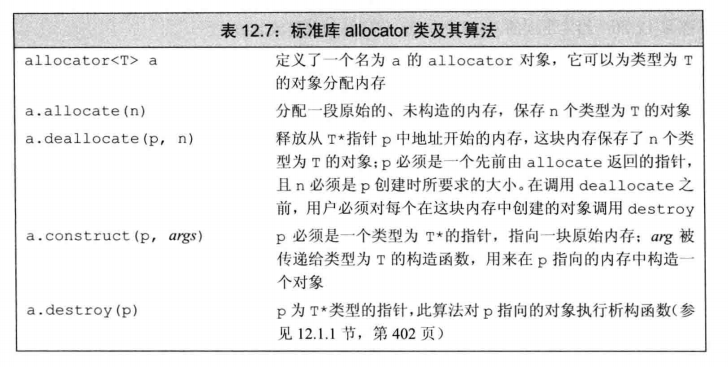 表 12.7：标准库 allocator 类及其算法
allocator<T> a 定义了一个名为 a 的 allocator 对象，它可以为类型为 T
的对象分配内存
a.allocate(n) 分配一段原始的、未构造的内存，保存 n 个类型为 T 的对象
a.deallocate(p, n) 释放从 T*指针 p 中地址开始的内存，这块内存保存了 n 个类
型为 T 的对象；p 必须是一个先前由 allocate 返回的指针，
且 n 必须是 p 创建时所要求的大小。在调用 deallocate 之
前，用户必须对每个在这块内存中创建的对象调用 destroy
a.construct(p, args) p 必须是一个类型为 T*的指针，指向一块原始内存；arg 被
传递给类型为 T 的构造函数，用来在 p 指向的内存中构造一
个对象
a.destroy(p) p 为 T*类型的指针，此算法对 p 指向的对象执行析构函数（参
见 12.1.1 节，第 402 页）